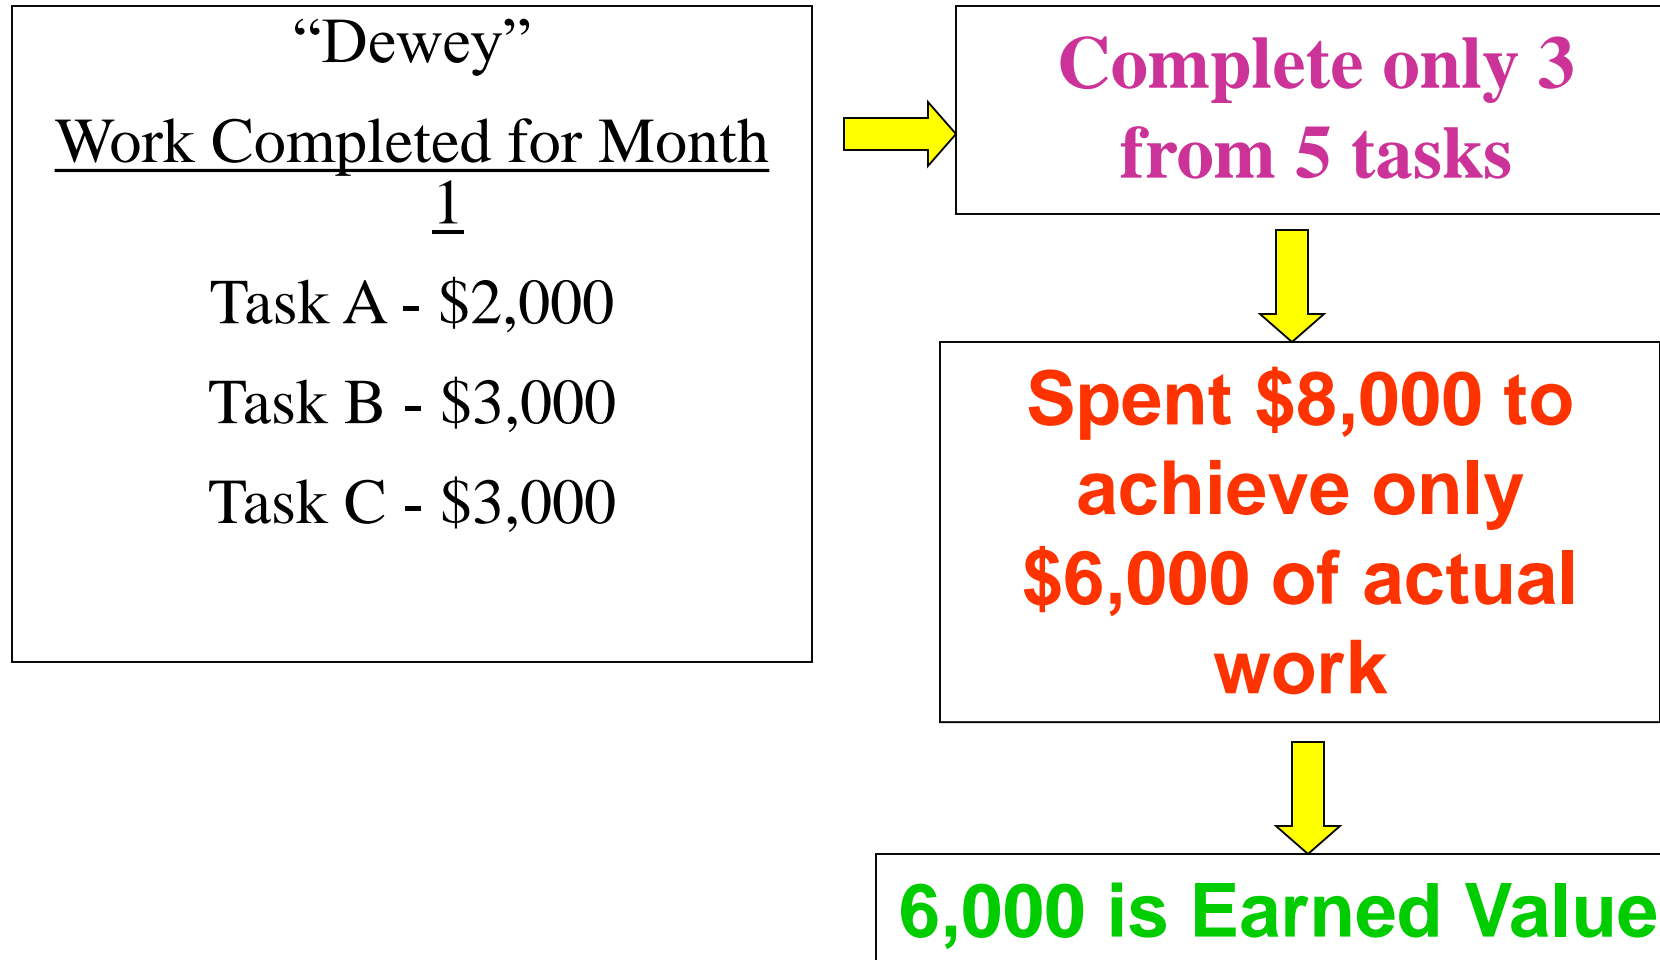 “Dewey”
Work Completed for Month
1
Task A - $2,000
Task B - $3,000
Task C - $3,000
Complete only 3
from 5 tasks
Spent $8,000 to
achieve only
$6,000 of actual
work
6,000 is Earned Value